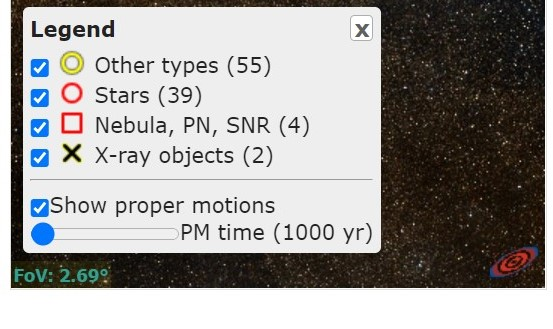 Legend x
Other types (55)
Stars (39)
Nebula, PN, SNR (4)
X-ray objects (2)
Show proper motions
PM time (1000 yr)
FoV: 2.69°